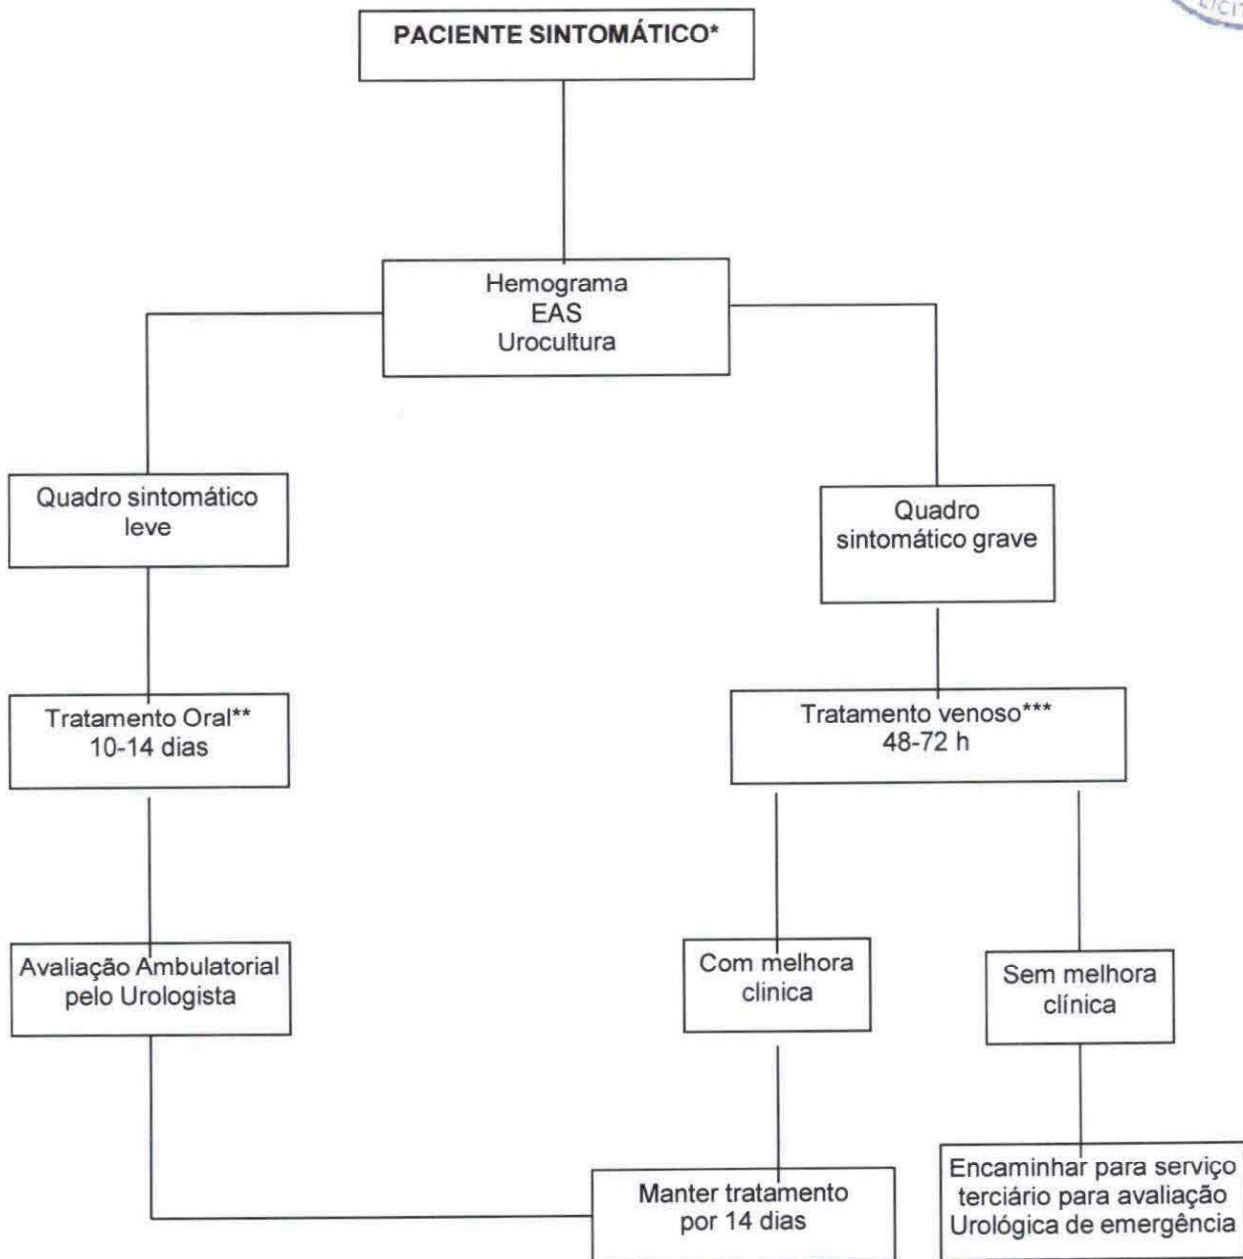 PACIENTE SINTOMÁTICO*
Hemograma
EAS
Urocultura
Quadro sintomático
leve
Quadro
sintomático grave
Tratamento Oral**
10-14 dias
Tratamento venoso***
48-72 h
Avaliação Ambulatorial
pelo Urologista
Com melhora
clinica
Sem melhora
clínica
Manter tratamento
por 14 dias
Encaminhar para serviço
terciário para avaliação
Urológica de emergência